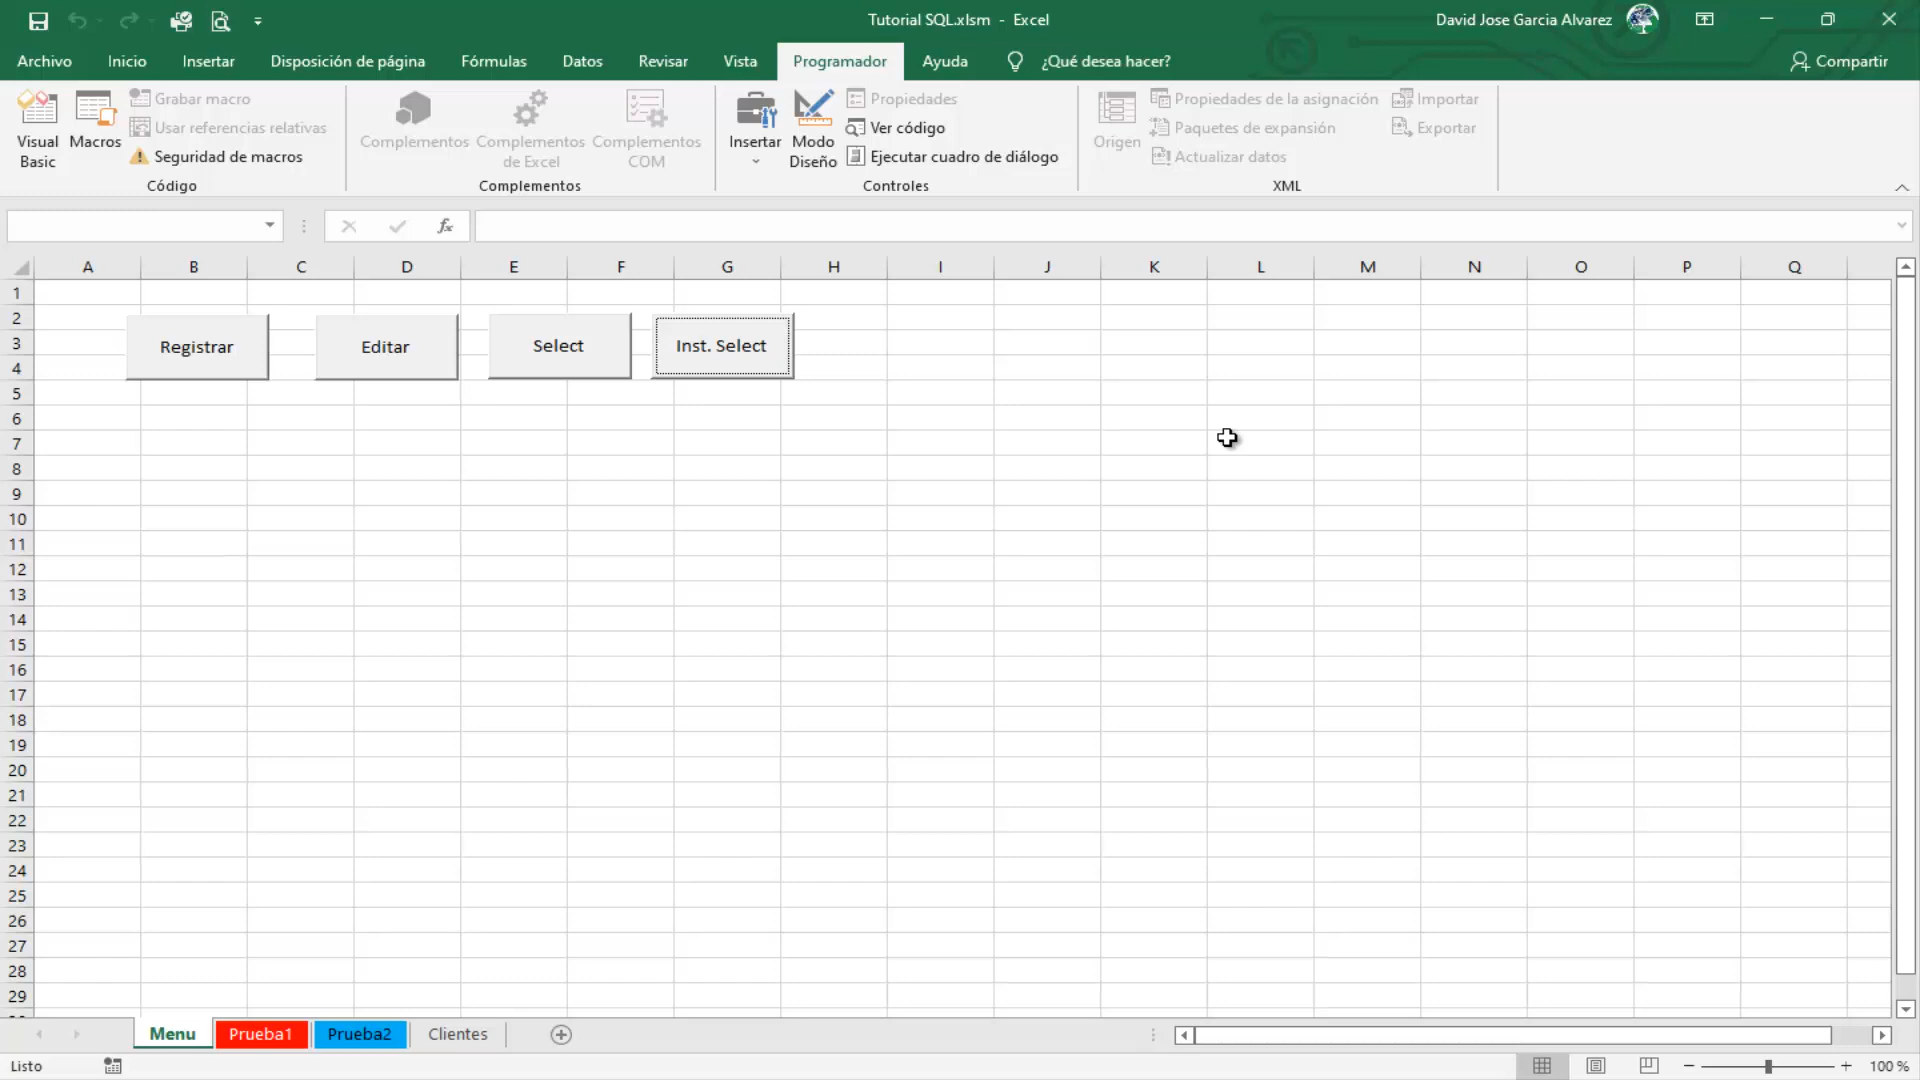 Tutorial SQL.xlsm - Excel
David Jose Garcia Alvarez
Archivo Inicio Insertar Disposición de página Fórmulas Datos Revisar Vista Programador Ayuda ¿Qué desea hacer? Compartir
Visual Basic
Macros
Grabar macro
Usar referencias relativas
Seguridad de macros
Código
Complementos
Complementos de Excel
Complementos COM
Complementos
Insertar
Modo Diseño
Propiedades
Ver código
Ejecutar cuadro de diálogo
Controles
Origen
Propiedades de la asignación
Paquetes de expansión
Actualizar datos
Importar
Exportar
XML
fx
A B C D E F G H I J K L M N O P Q
1
2
3
4
5
6
7
8
9
10
11
12
13
14
15
16
17
18
19
20
21
22
23
24
25
26
27
28
29
Registrar Editar Select Inst. Select
Menu Prueba1 Prueba2 Clientes
Listo
100 %